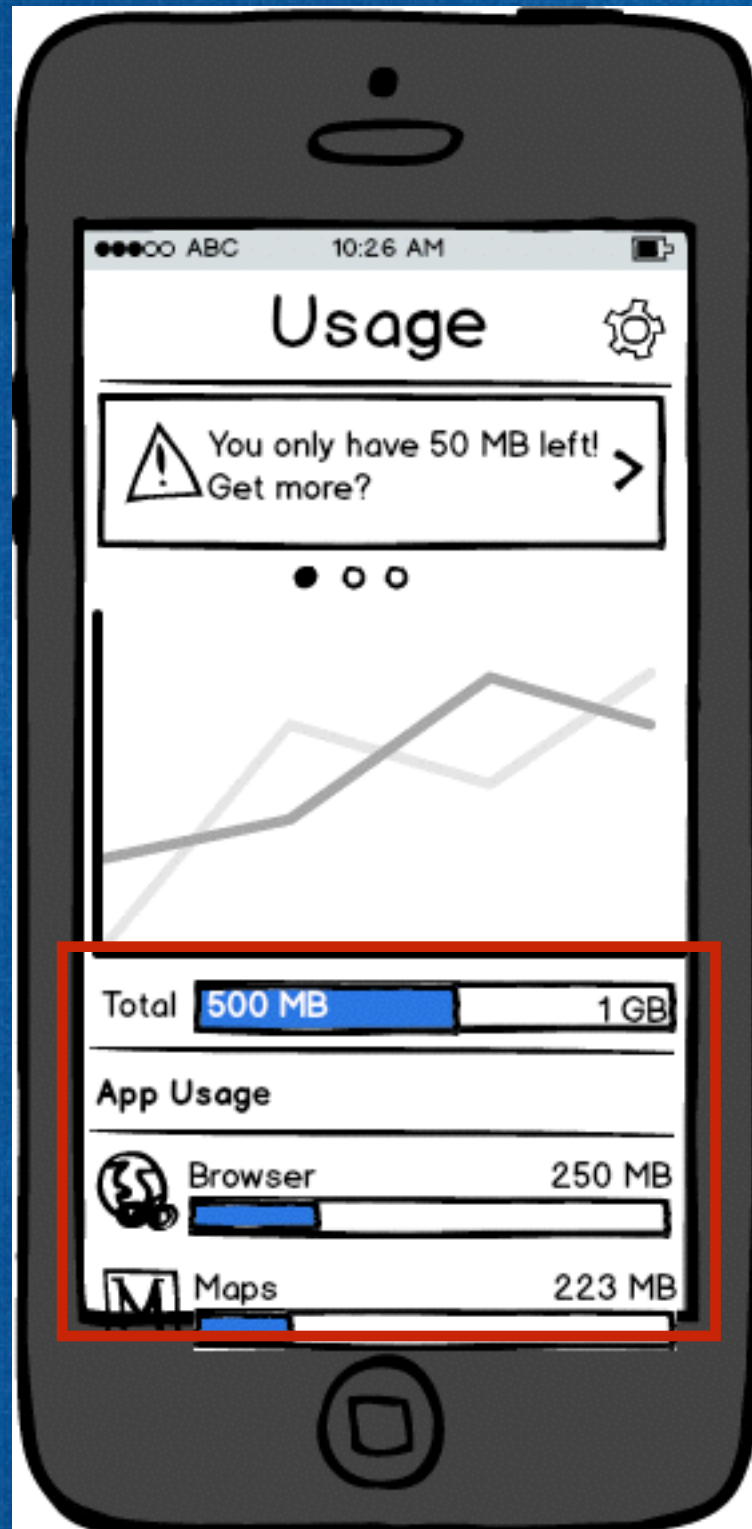 ABC 10:26 AM
Usage
You only have 50 MB left!
Get more?
Total 500 MB 1 GB
App Usage
Browser 250 MB
Maps 223 MB
M